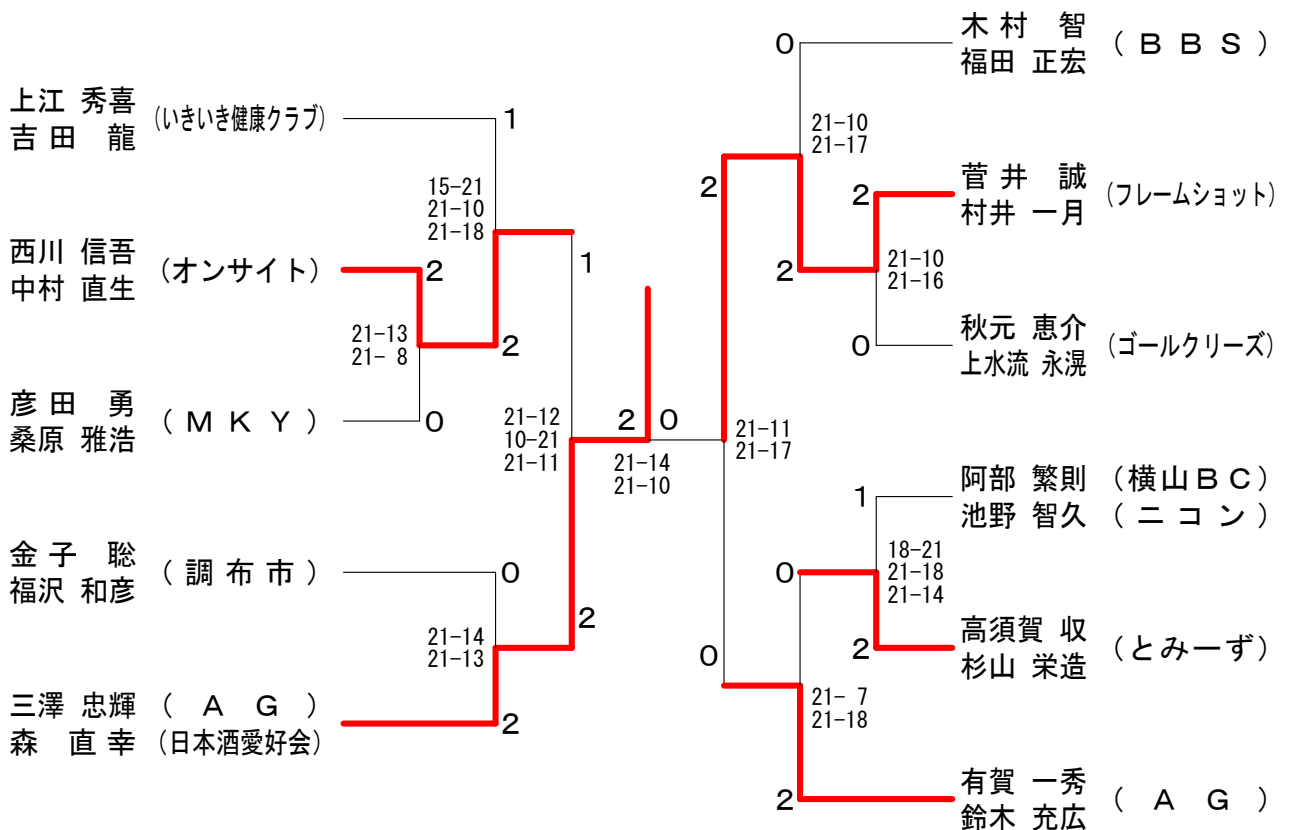 上江 秀喜
吉田 龍
(いきいき健康クラブ)
1
15-21
21-10
21-18
西川 信吾
中村 直生
(オンサイト)
2
21-13
21- 8
2
彦田 勇
桑原 雅浩
(MKY)
0
1
21-12
10-21
21-11
金子 聡
福沢 和彦
(調布市)
0
21-14
21-13
2
三澤 忠輝
(AG)
森 直幸
(日本酒愛好会)
2
2
0
21-14
21-10
0
木村 智
福田 正宏
(BBS)
21-10
21-17
2
2
菅井 誠
村井 一月
(フレームショット)
2
21-10
21-16
0
秋元 恵介
上水流 永滉
(ゴールクリーズ)
21-11
21-17
1
阿部 繁則
(横山BC)
池野 智久
(ニコン)
18-21
21-18
21-14
0
2
高須賀 収
杉山 栄造
(とみーず)
0
21- 7
21-18
2
有賀 一秀
鈴木 充広
(AG)